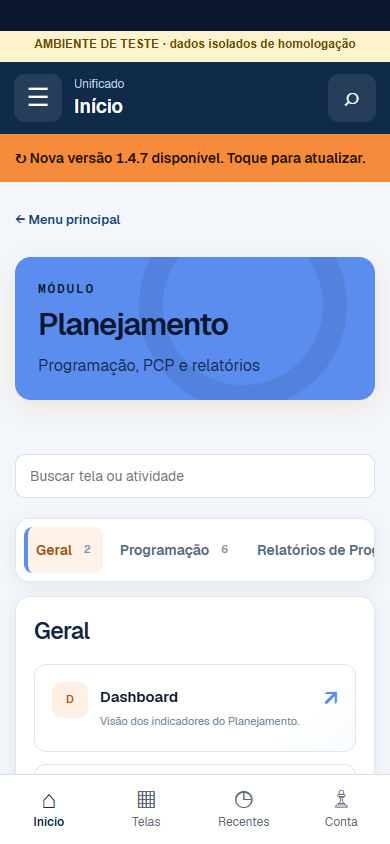 AMBIENTE DE TESTE · dados isolados de homologação
Unificado
Início
↻ Nova versão 1.4.7 disponível. Toque para atualizar.
← Menu principal
MÓDULO
Planejamento
Programação, PCP e relatórios
Buscar tela ou atividade
Geral 2 Programação 6 Relatórios de Prog
Geral
D
Dashboard
Visão dos indicadores do Planejamento.
Início Telas Recentes Conta